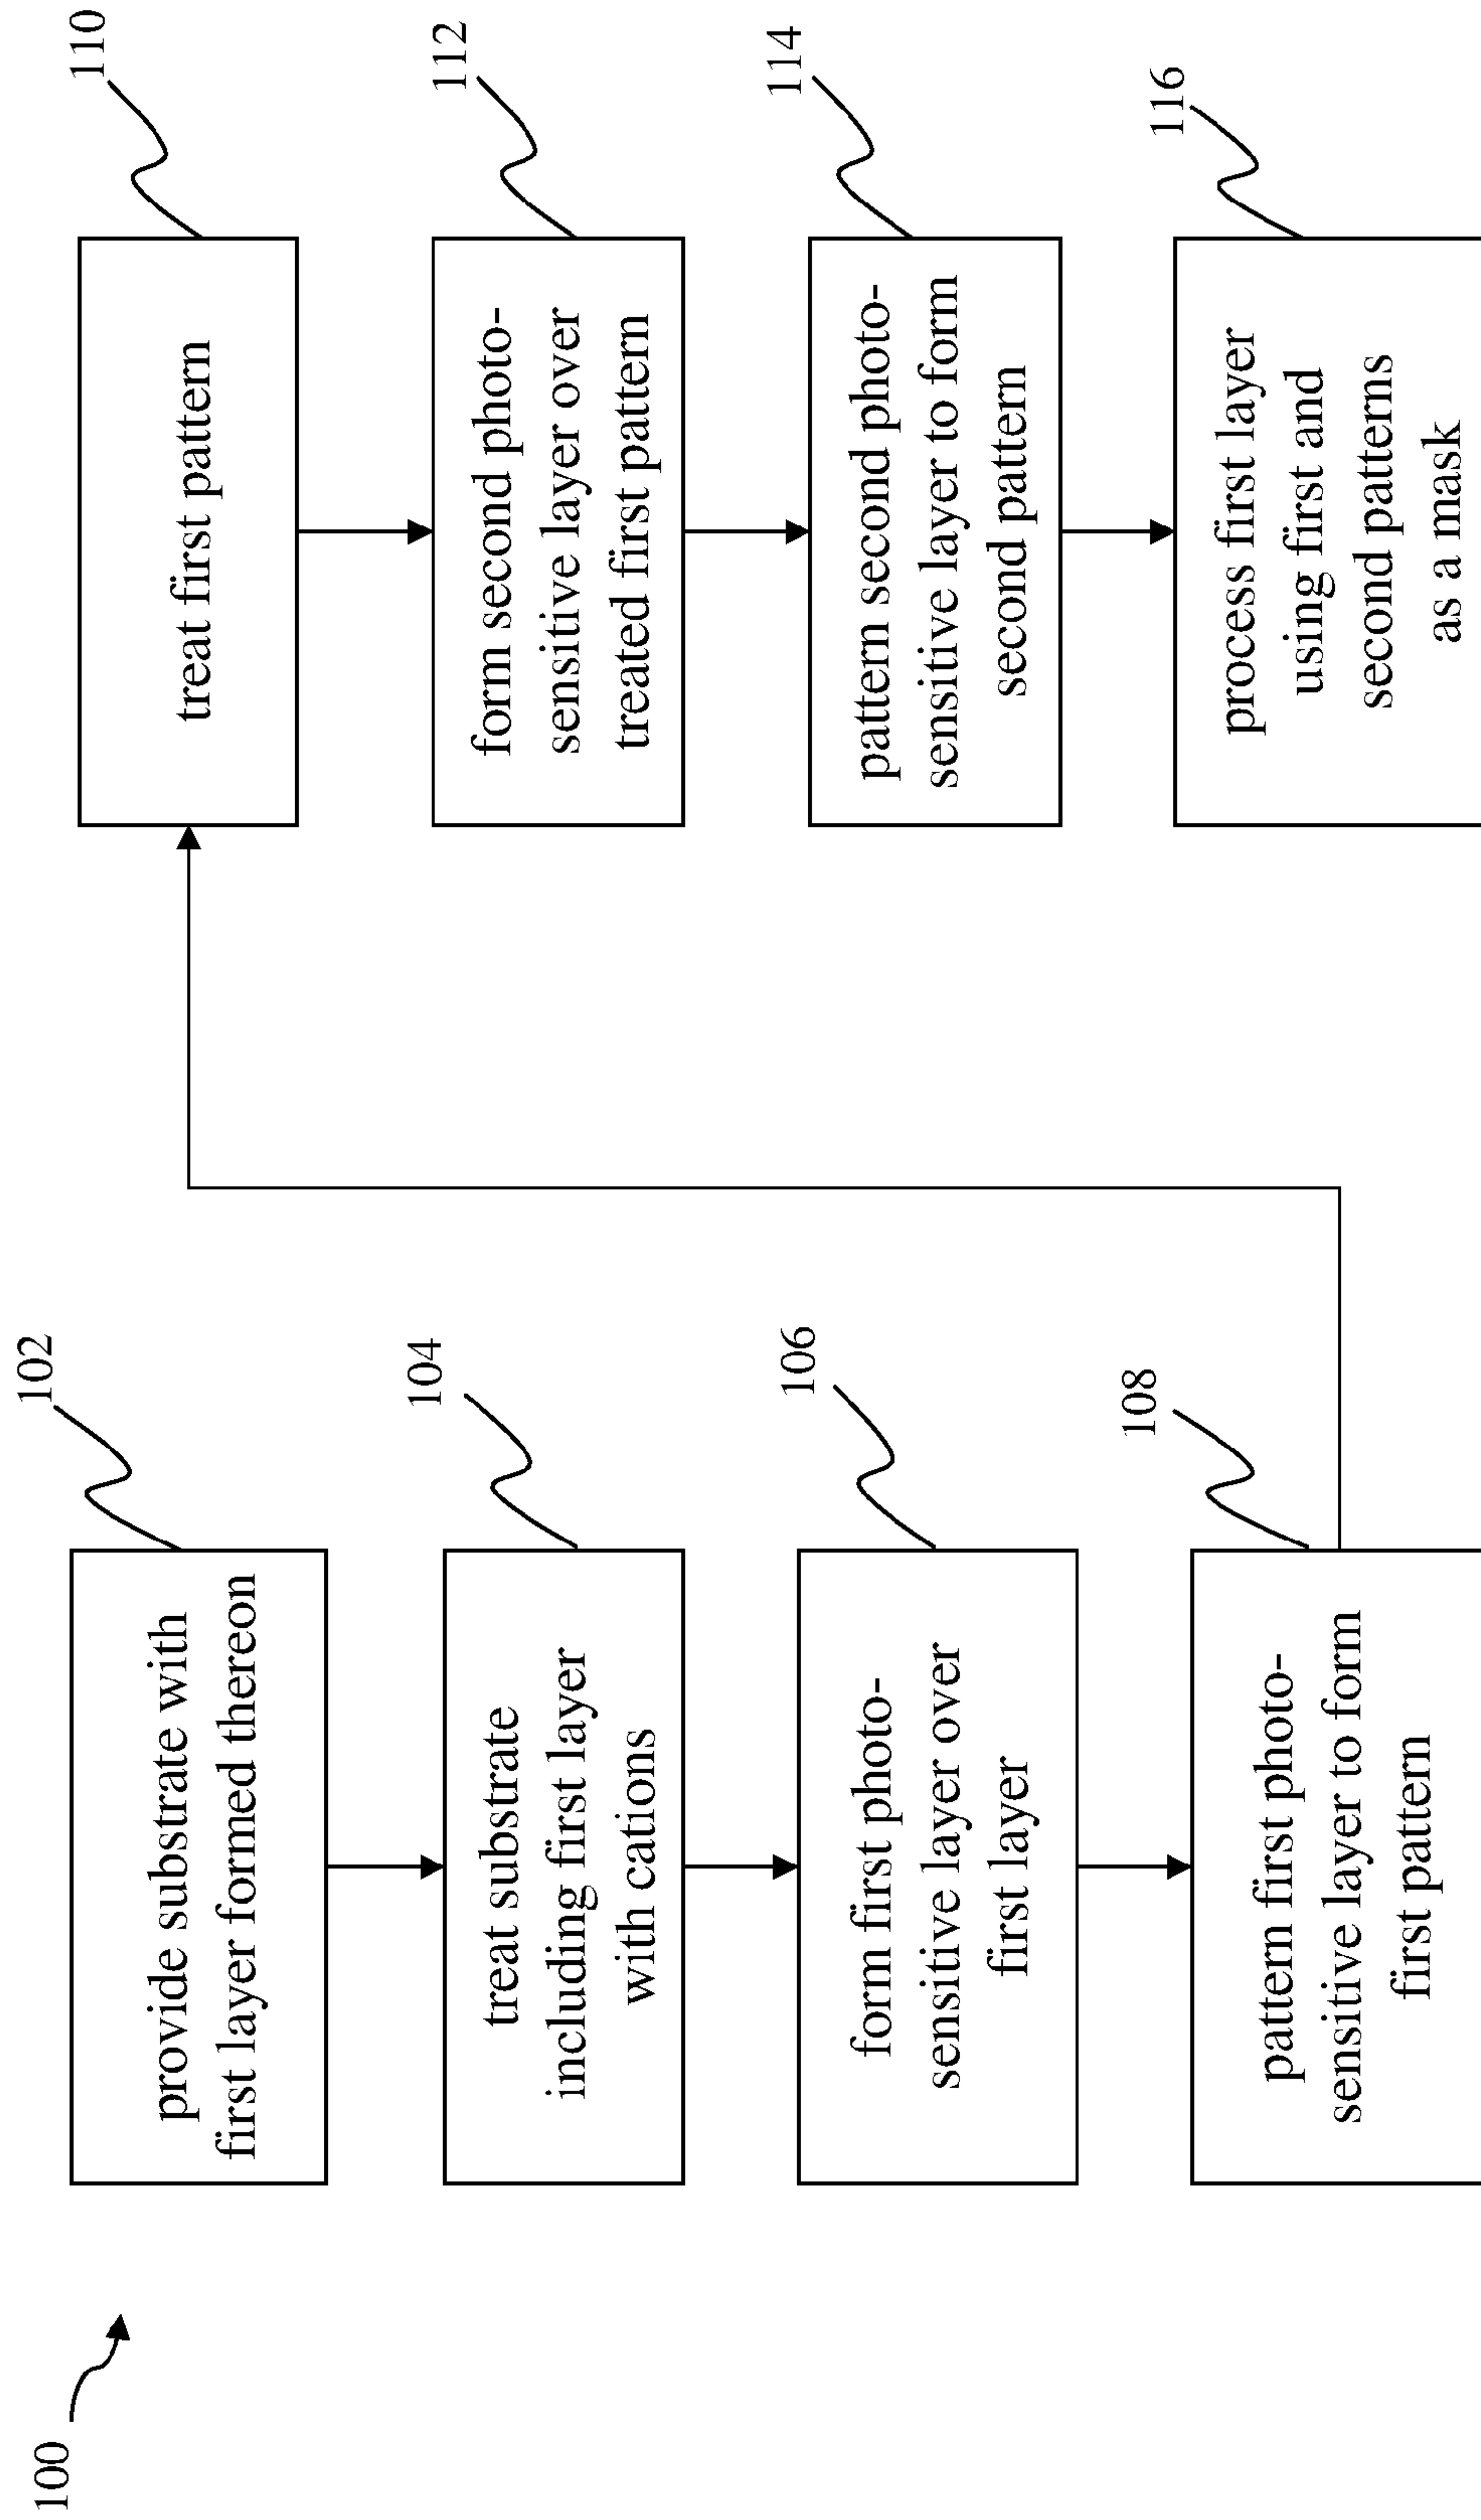 100
102
provide substrate with
first layer formed thereon
104
treat substrate
including first layer
with cations
106
form first photo-
sensitive layer over
first layer
108
pattern first photo-
sensitive layer to form
first pattern
110
treat first pattern
112
form second photo-
sensitive layer over
treated first pattern
114
pattern second photo-
sensitive layer to form
second pattern
116
process first layer
using first and
second patterns
as a mask